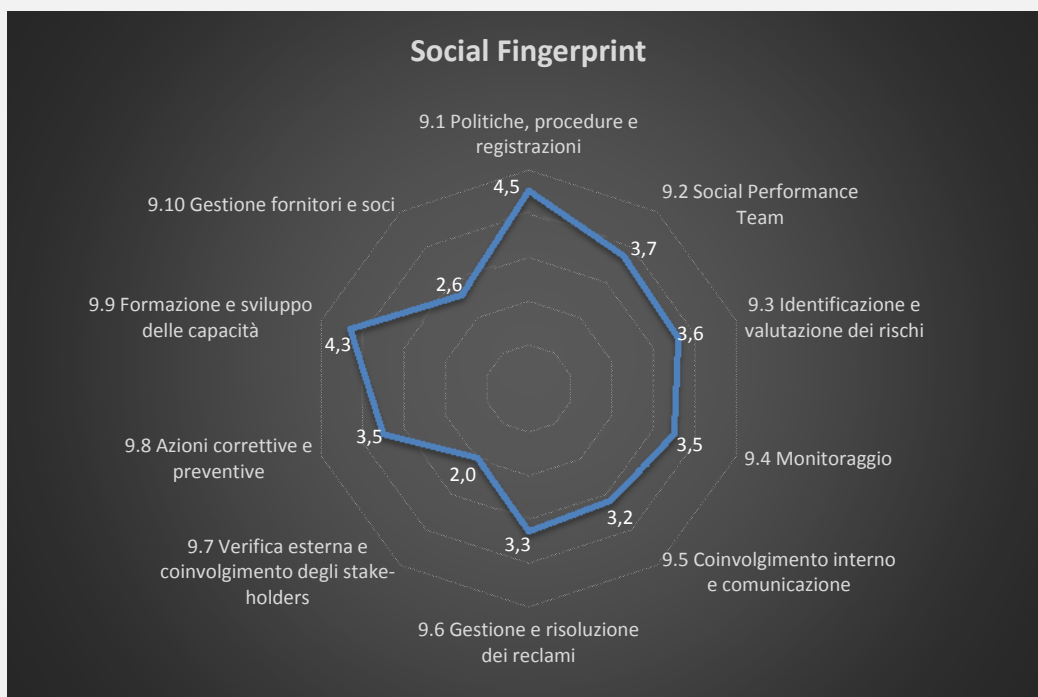 Social Fingerprint
9.1 Politiche, procedure e
registrazioni
4,5
9.2 Social Performance
Team
3,7
9.3 Identificazione e
valutazione dei rischi
3,6
9.4 Monitoraggio
3,5
9.5 Coinvolgimento interno
e comunicazione
3,2
9.6 Gestione e risoluzione
dei reclami
3,3
9.7 Verifica esterna e
coinvolgimento degli stake-
holders
2,0
9.8 Azioni correttive e
preventive
3,5
9.9 Formazione e sviluppo
delle capacità
4,3
9.10 Gestione fornitori e soci
2,6